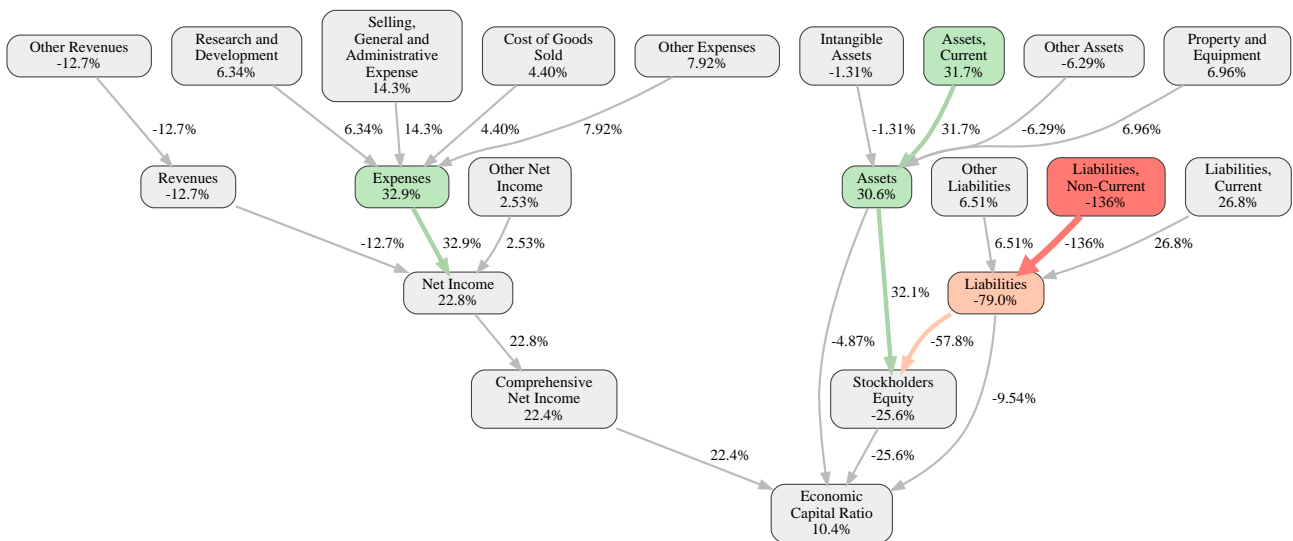 Other Revenues
-12.7%
Research and
Development
6.34%
Selling,
General and
Administrative
Expense
14.3%
Cost of Goods
Sold
4.40%
Other Expenses
7.92%
Intangible
Assets
-1.31%
Assets,
Current
31.7%
Other Assets
-6.29%
Property and
Equipment
6.96%
-12.7%
6.34%
14.3%
4.40%
7.92%
-1.31%
31.7%
-6.29%
6.96%
Revenues
-12.7%
Expenses
32.9%
Other Net
Income
2.53%
Assets
30.6%
Other
Liabilities
6.51%
Liabilities,
Non-Current
-136%
Liabilities,
Current
26.8%
-12.7%
32.9%
2.53%
6.51%
-136%
26.8%
Net Income
22.8%
32.1%
Liabilities
-79.0%
22.8%
-4.87%
-57.8%
Comprehensive
Net Income
22.4%
Stockholders
Equity
-25.6%
-9.54%
22.4%
-25.6%
Economic
Capital Ratio
10.4%